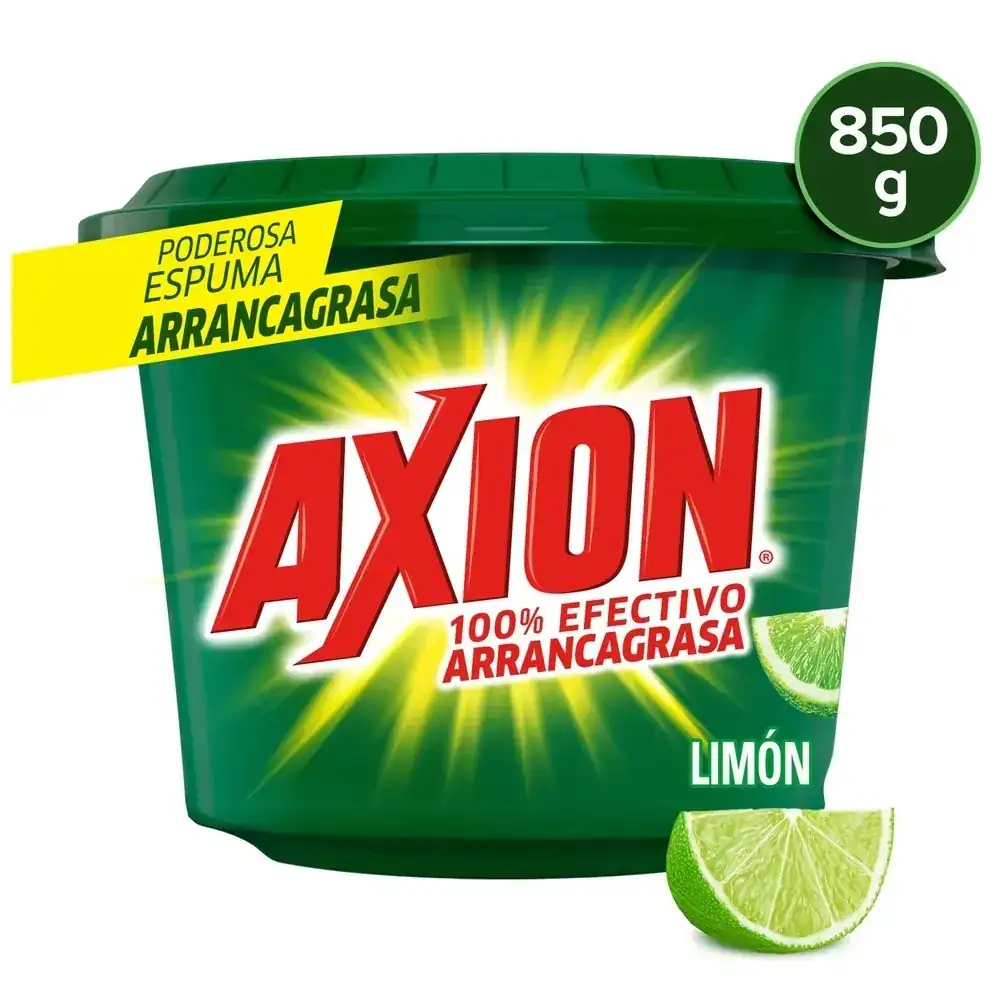 850
g
PODEROSA
ESPUMA
ARRANCAGRASA
AXION®
100% EFECTIVO
ARRANCAGRASA
LIMÓN